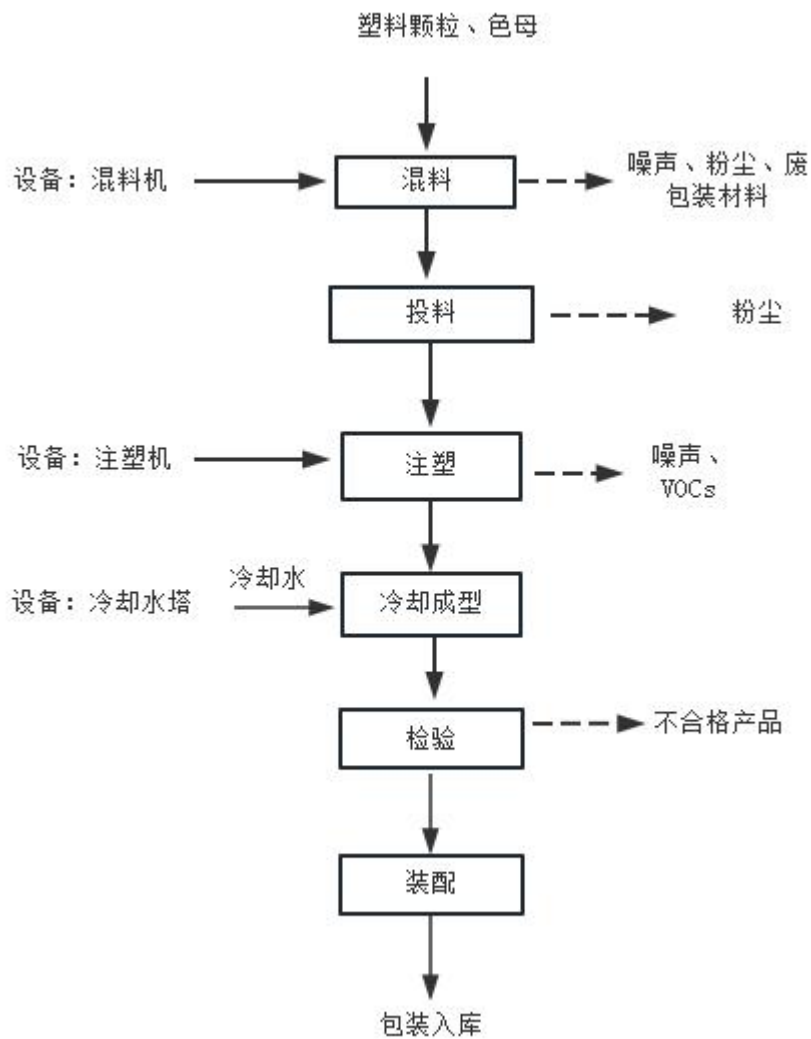 塑料颗粒、色母
设备：混料机
混料
噪声、粉尘、废
包装材料
投料
粉尘
设备：注塑机
注塑
噪声、
VOCs
冷却水
设备：冷却水塔
冷却成型
检验
不合格产品
装配
包装入库